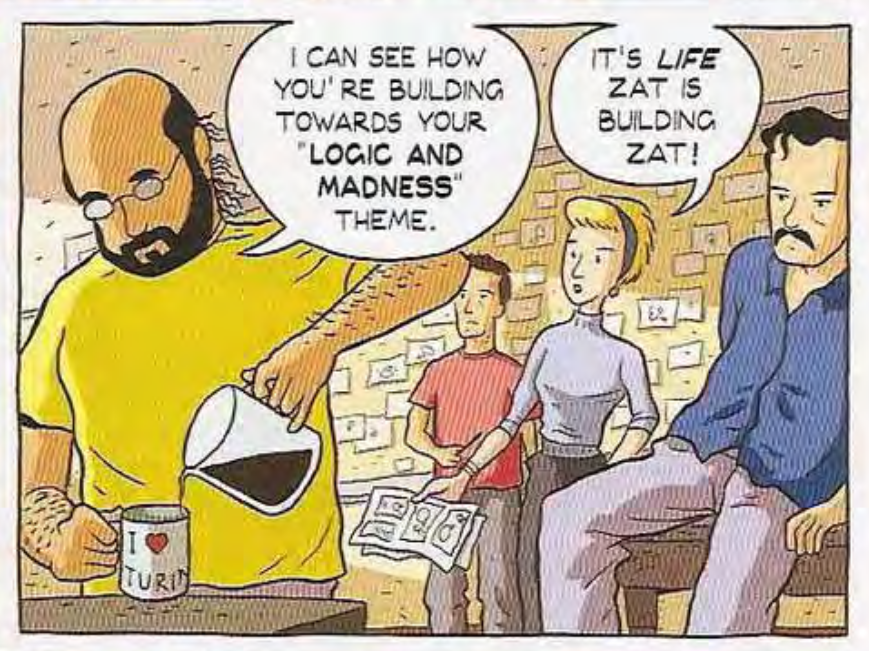 I CAN SEE HOW
YOU'RE BUILDING
TOWARDS YOUR
"LOGIC AND
MADNESS"
THEME.
IT'S LIFE
ZAT IS
BUILDING
ZAT!
I ♥
TURIN